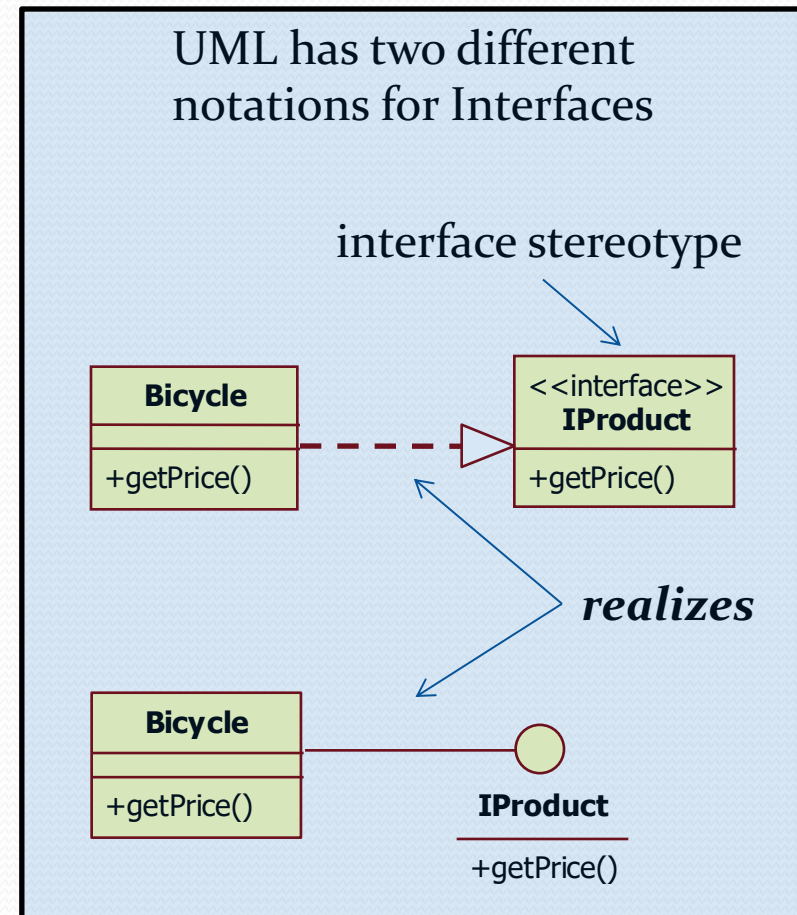 UML has two different
notations for Interfaces
interface stereotype
Bicycle
+getPrice()
<<interface>>
IProduct
+getPrice()
realizes
Bicycle
+getPrice()
IProduct
+getPrice()